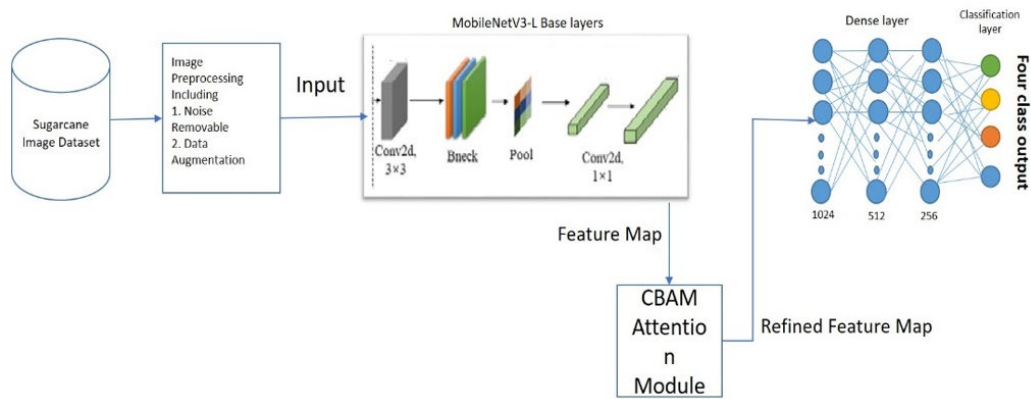 Sugarcane
Image Dataset
Image
Preprocessing
Including
1. Noise
Removable
2. Data
Augmentation
Input
MobileNetV3-L Base layers
Conv2d,
3×3
Bneck
Pool
Conv2d,
1×1
Feature Map
CBAM
Attentio
n
Module
Refined Feature Map
Dense layer
1024
512
256
Classification
layer
Four class output